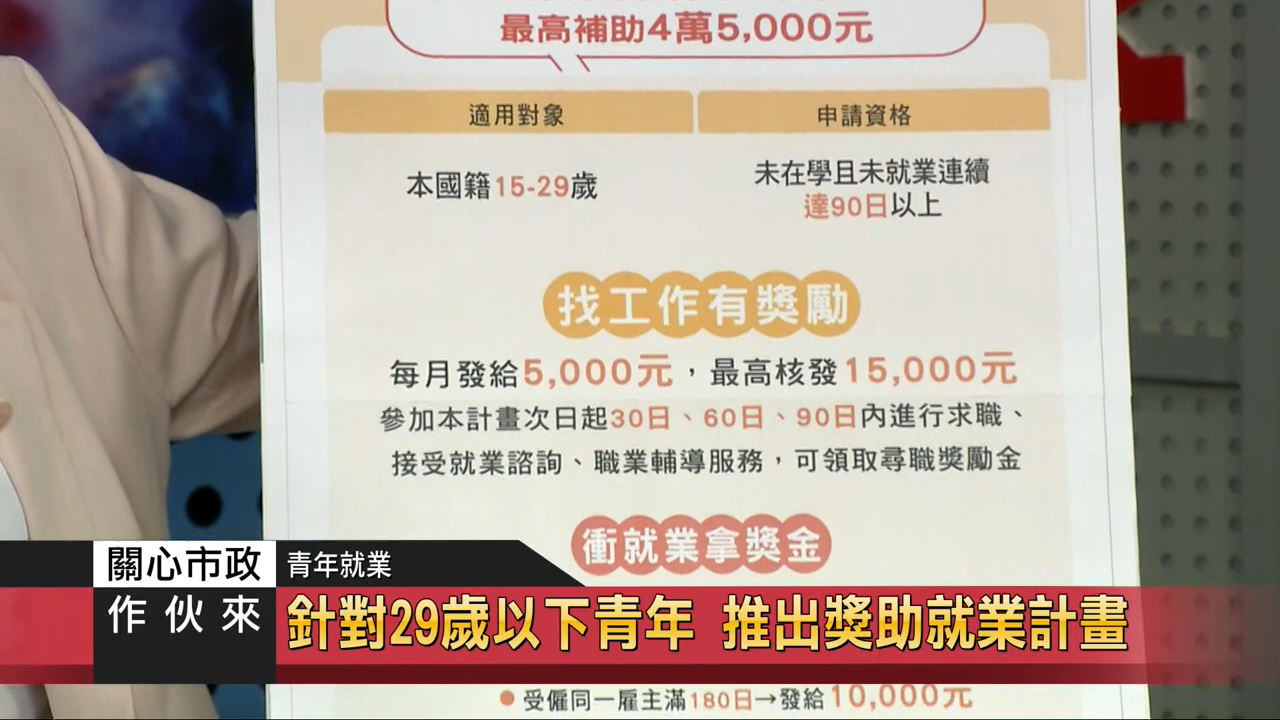 最高補助4萬5,000元
適用對象
申請資格
本國籍15-29歲
未在學且未就業連續
達90日以上
找工作有獎勵
每月發給5,000元，最高核發15,000元
參加本計畫次日起30日、60日、90日內進行求職、
接受就業諮詢、職業輔導服務，可領取尋職獎勵金
衝就業拿獎金
關心市政
作伙來
青年就業
針對29歲以下青年 推出獎助就業計畫
受僱同一雇主滿180日→發給10,000元